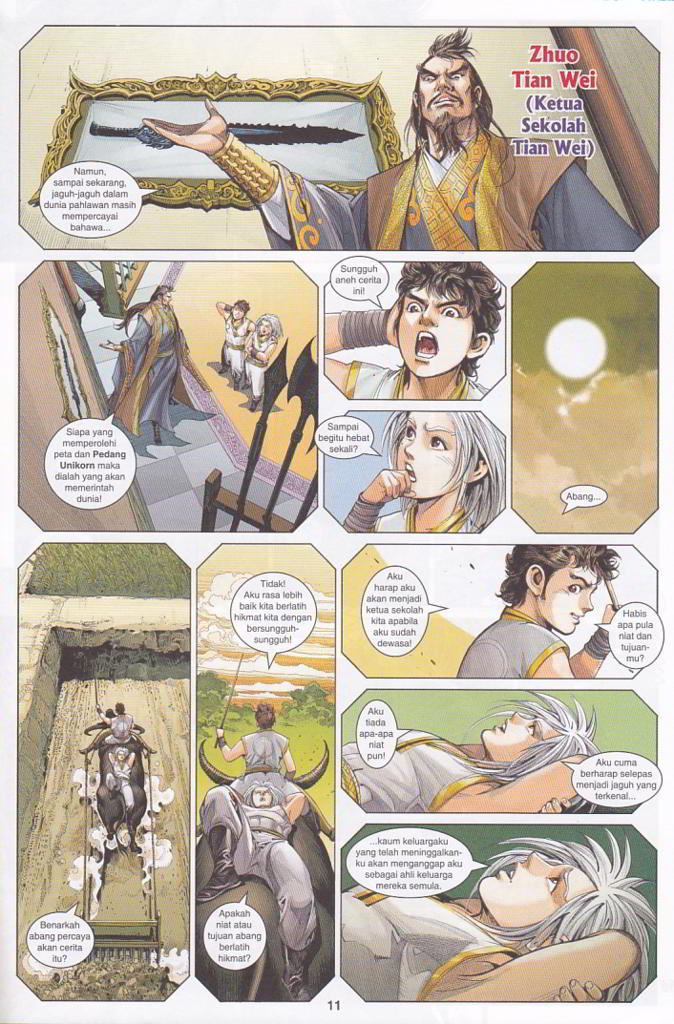 Zhuo
Tian Wei
(Ketua
Sekolah
Tian Wei)
Namun,
sampai sekarang,
jaguh-jaguh dalam
dunia pahlawan masih
mempercayai
bahawa...
Siapa yang
memperolehi
peta dan Pedang
Unikorn maka
dialah yang akan
memerintah
dunia!
Sungguh
aneh cerita
ini!
Sampai
begitu hebat
sekali?
Abang...
Benarkah
abang percaya
akan cerita
itu?
Tidak!
Aku rasa lebih
baik kita berlatih
hikmat kita dengan
bersungguh-
sungguh!
Apakah
niat atau
tujuan abang
berlatih
hikmat?
Aku
harap aku
akan menjadi
ketua sekolah
kita apabila
aku sudah
dewasa!
Habis
apa pula
niat dan
tujuan-
mu?
Aku
tiada
apa-apa
niat
pun!
Aku cuma
berharap selepas
menjadi jaguh yang
terkenal...
...kaum keluargaku
yang telah meninggalkan-
ku akan menganggap aku
sebagai ahli keluarga
mereka semula.
11